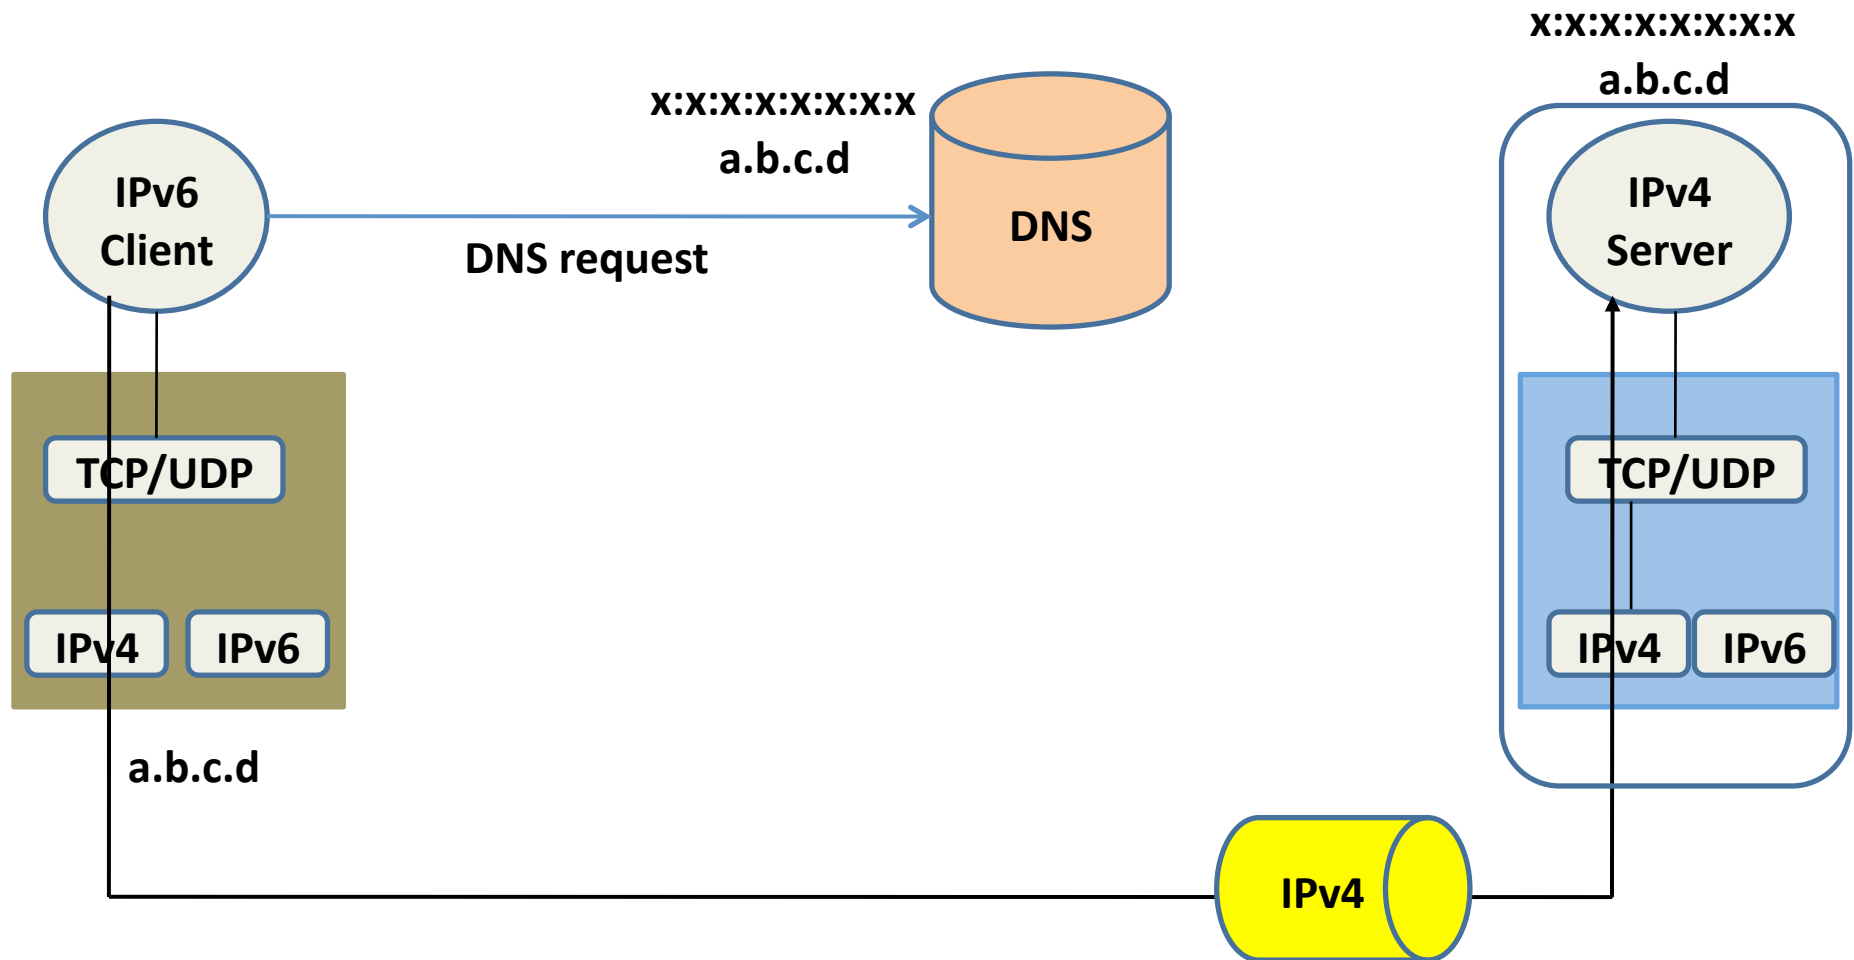 x:x:x:x:x:x:x:x
a.b.c.d
x:x:x:x:x:x:x:x
a.b.c.d
IPv6
Client
DNS request
DNS
IPv4
Server
TCP/UDP
TCP/UDP
IPv4
IPv6
IPv4
IPv6
a.b.c.d
IPv4